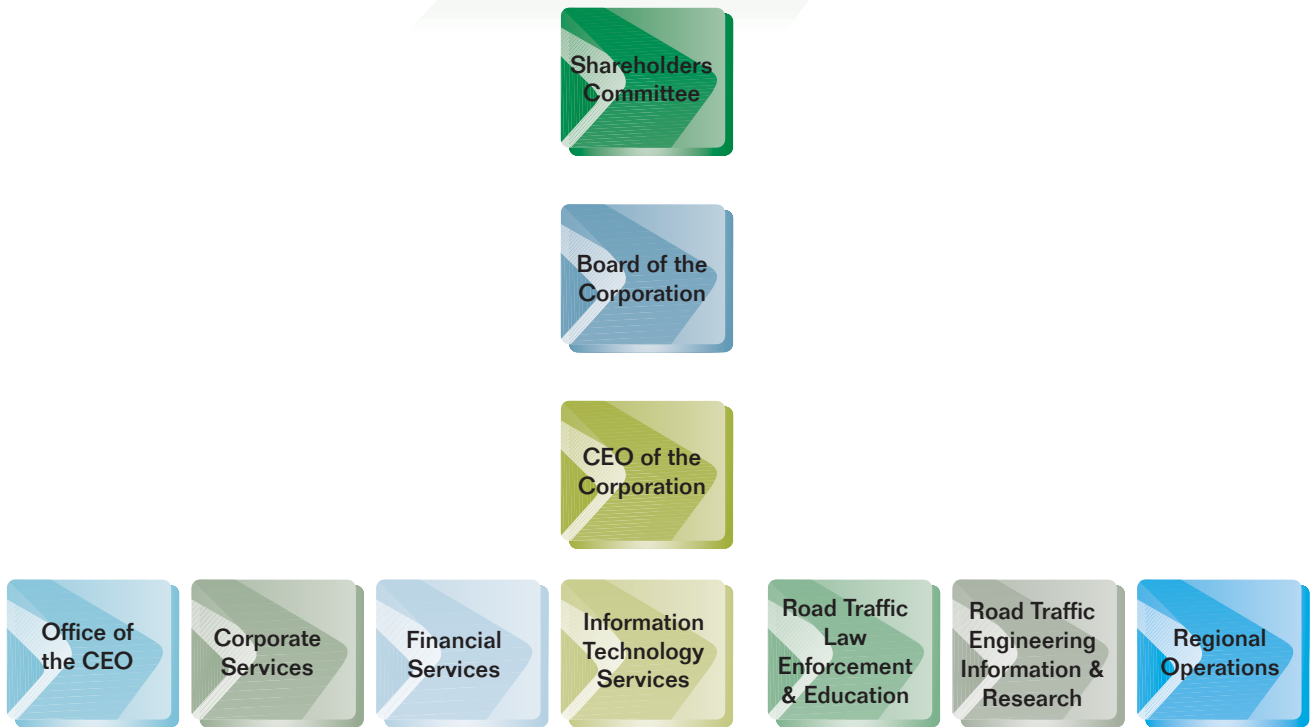 Shareholders
Committee
Board of the
Corporation
CEO of the
Corporation
Office of
the CEO
Corporate
Services
Financial
Services
Information
Technology
Services
Road Traffic
Law
Enforcement
& Education
Road Traffic
Engineering
Information &
Research
Regional
Operations